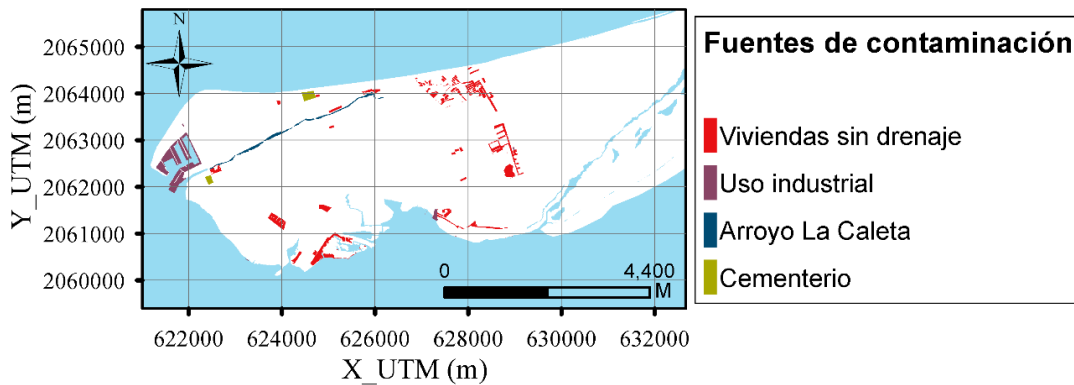 N
2065000
2064000
2063000
2062000
2061000
2060000
Y_UTM (m)
0 4,400
M
622000 624000 626000 628000 630000 632000
X_UTM (m)
Fuentes de contaminación
Viviendas sin drenaje
Uso industrial
Arroyo La Caleta
Cementerio